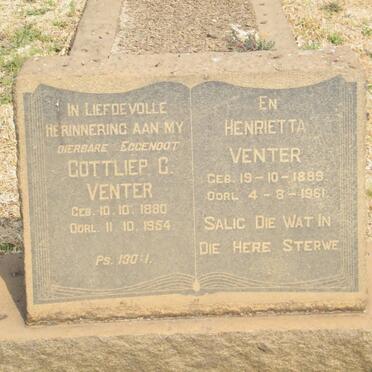 IN LIEFDEVOLLE
HERINNERING AAN MY
DIERBARE EGGENOOT
GOTTLIEP G.
VENTER
GEB. 10. 10. 1880
OORL. 11. 10. 1954
PS. 130:1.
EN
HENRIETTA
VENTER
GEB. 19-10-1889
OORL. 4-8-1961
SALIG DIE WAT IN
DIE HERE STERWE